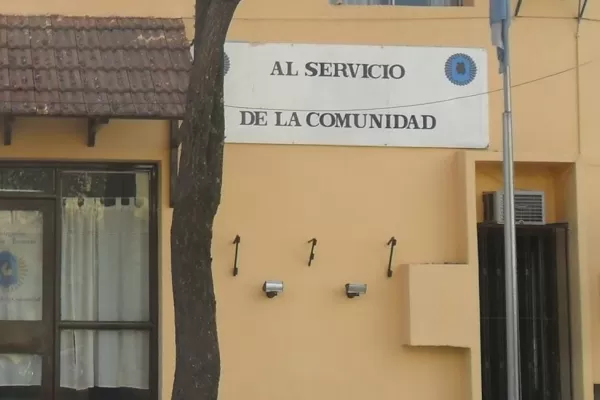 AL SERVICIO
DE LA COMUNIDAD